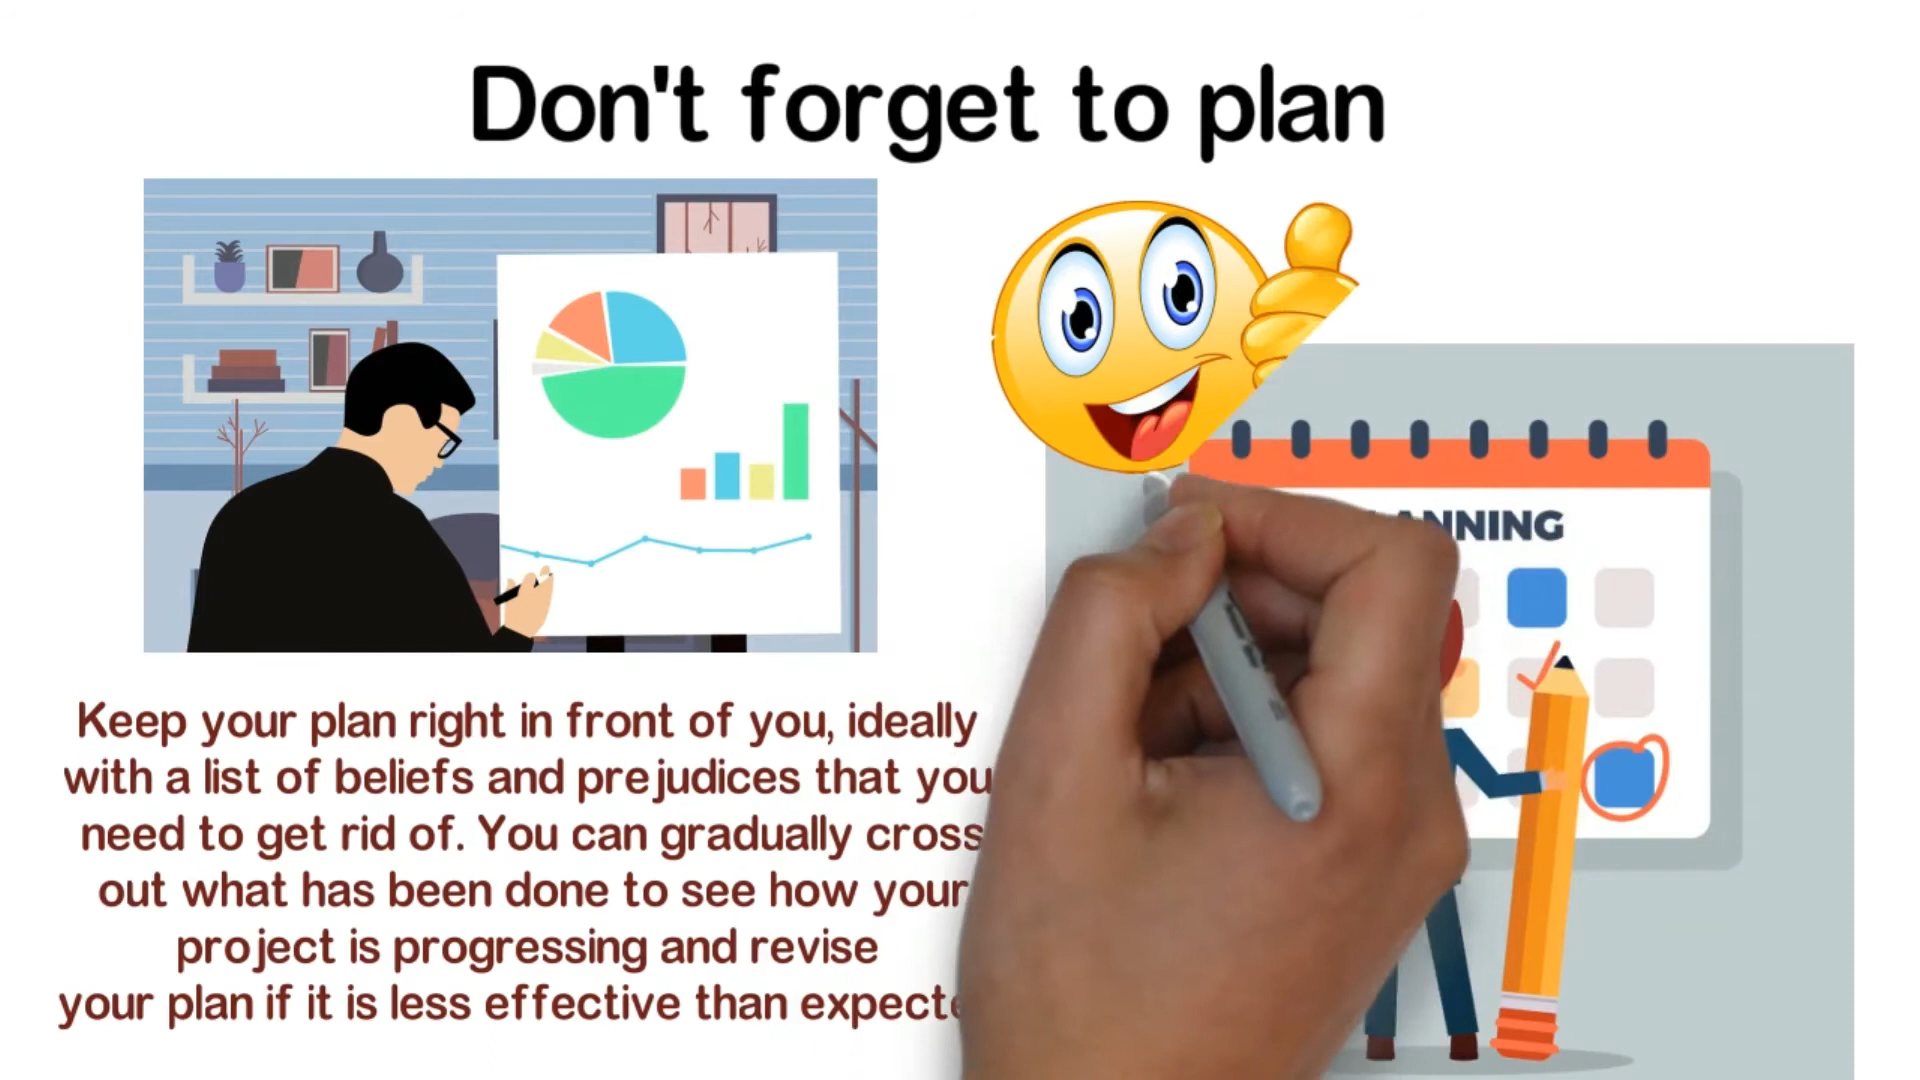 Don't forget to plan
Keep your plan right in front of you, ideally
with a list of beliefs and prejudices that you
need to get rid of. You can gradually cross
out what has been done to see how your
project is progressing and revise
your plan if it is less effective than